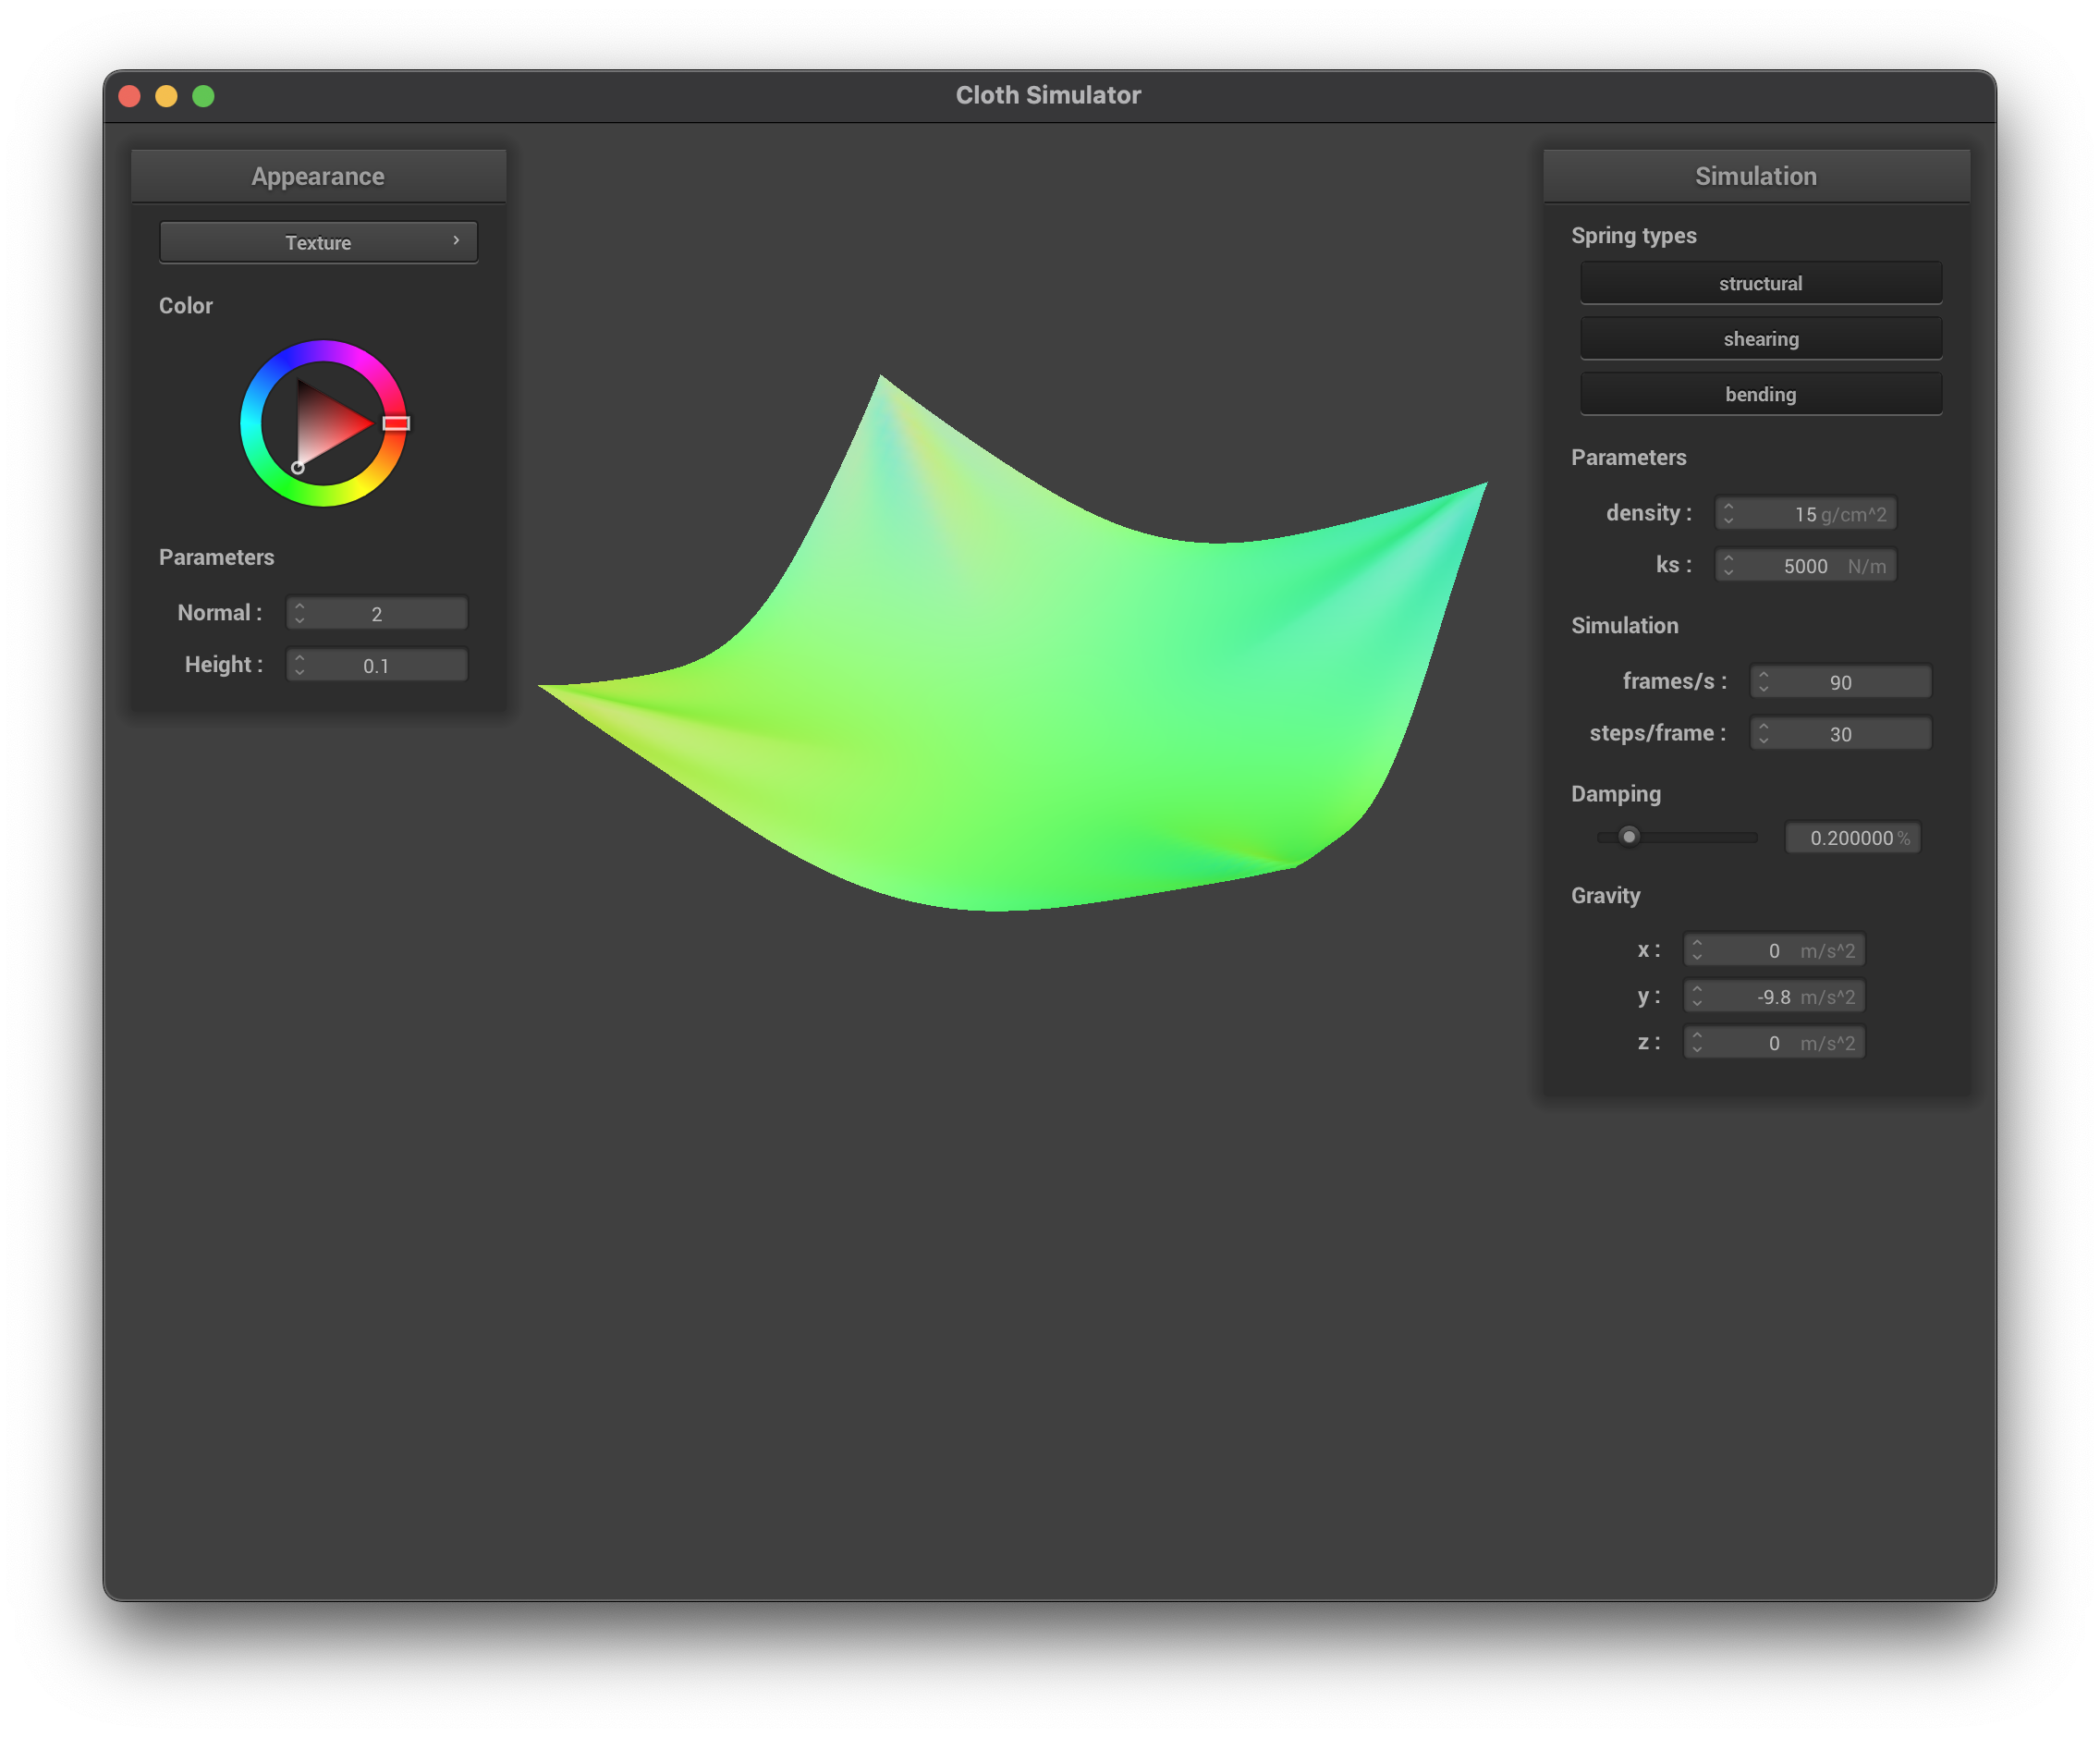 Cloth Simulator
Appearance
Texture
Color
Parameters
Normal : 2
Height : 0.1
Simulation
Spring types
structural
shearing
bending
Parameters
density : 15 g/cm^2
ks : 5000 N/m
Simulation
frames/s : 90
steps/frame : 30
Damping
0.200000 %
Gravity
x : 0 m/s^2
y : -9.8 m/s^2
z : 0 m/s^2